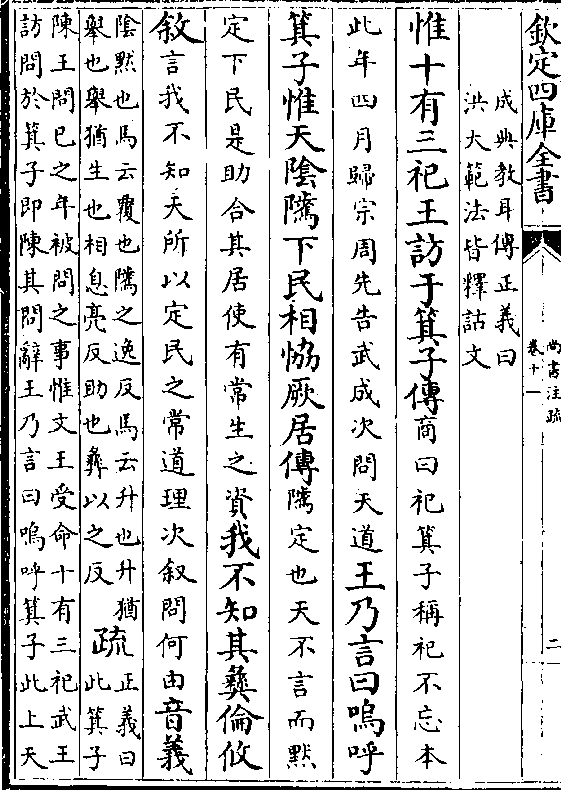 欽定四庫全書
尚書注疏
卷十一
二
成典教耳傳正義曰
洪大範法皆釋詁文
惟十有三祀王訪于箕子傳商曰祀箕子稱祀不忘本
此年四月歸宗周先告武成次問天道王乃言曰嗚呼
箕子惟天陰隲下民相恊厥居傳隲定也天不言而默
定下民是助合其居使有常生之資我不知其彝倫攸
敘言我不知天所以定民之常道理次叙問何由音義
陰黙也馬云覆也隲之逸反馬云升也升猶
舉也舉猶生也相息亮反助也彝以之反
疏
正義曰
此箕子
陳王問已之年被問之事惟文王受命十有三祀武王
訪問於箕子即陳其問辭王乃言曰嗚呼箕子此上天